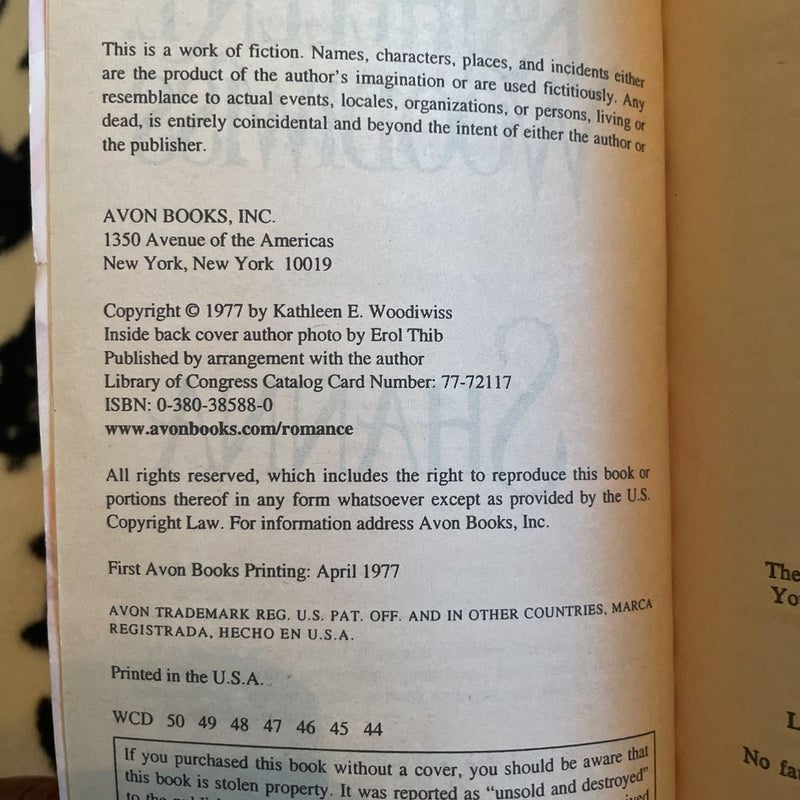 This is a work of fiction. Names, characters, places, and incidents either
are the product of the author's imagination or are used fictitiously. Any
resemblance to actual events, locales, organizations, or persons, living or
dead, is entirely coincidental and beyond the intent of either the author or
the publisher.
AVON BOOKS, INC.
1350 Avenue of the Americas
New York, New York 10019
Copyright © 1977 by Kathleen E. Woodiwiss
Inside back cover author photo by Erol Thib
Published by arrangement with the author
Library of Congress Catalog Card Number: 77-72117
ISBN: 0-380-38588-0
www.avonbooks.com/romance
All rights reserved, which includes the right to reproduce this book or
portions thereof in any form whatsoever except as provided by the U.S.
Copyright Law. For information address Avon Books, Inc.
First Avon Books Printing: April 1977
AVON TRADEMARK REG. U.S. PAT. OFF. AND IN OTHER COUNTRIES, MARCA
REGISTRADA, HECHO EN U.S.A.
Printed in the U.S.A.
WCD 50 49 48 47 46 45 44
If you purchased this book without a cover, you should be aware that
this book is stolen property. It was reported as "unsold and destroyed"
to the
The
L
No